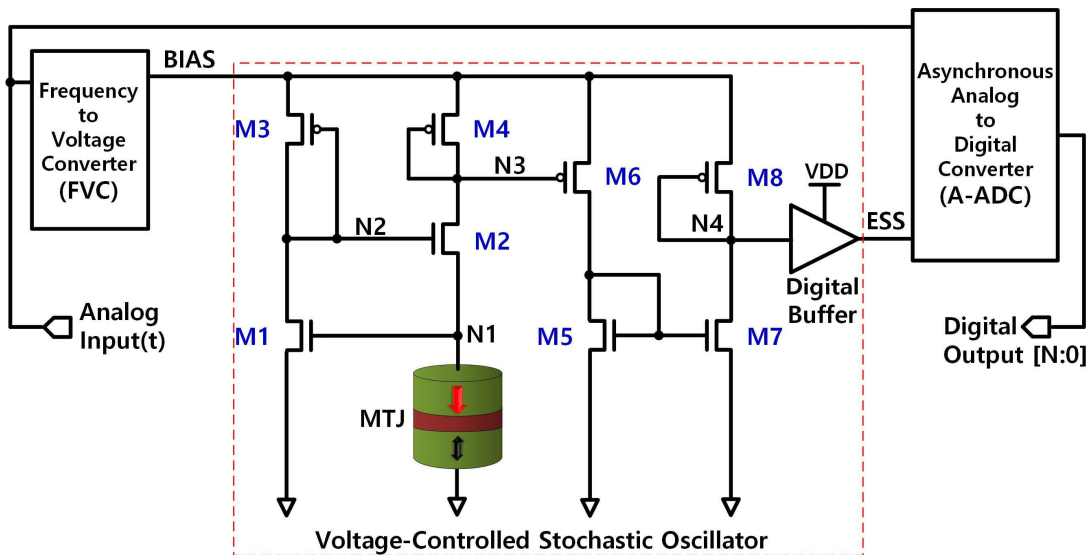 Frequency
to
Voltage
Converter
(FVC)
BIAS
M3
M4
N3
M6
M8
VDD
N2
M2
N4
ESS
Asynchronous
Analog
to
Digital
Converter
(A-ADC)
Analog
Input(t)
M1
N1
M5
M7
Digital
Buffer
Digital
Output [N:0]
MTJ
Voltage-Controlled Stochastic Oscillator